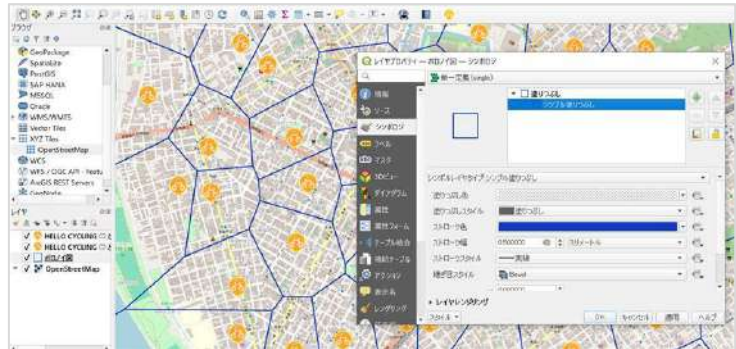 ブラウザ
GeoPackage
SpatiaLite
PostGIS
SAP HANA
MSSQL
Oracle
WMS/WMTS
Vector Tiles
XYZ Tiles
OpenStreetMap
WCS
WFS / OGC API - Featu
ArcGIS REST Servers
GeoNode
レイヤ
HELLO CYCLING
HELLO CYCLING
ボロノイ図
OpenStreetMap
レイヤプロパティ — ボロノイ図 — シンボロジ
単一定義(single)
情報
ソース
シンボロジ
ラベル
マスク
3Dビュー
ダイアグラム
属性
属性フォーム
テーブル結合
補助テーブル
アクション
表示名
レンダリング
塗りつぶし
シンプル塗りつぶし
シンボルレイヤタイプ シンプル塗りつぶし
塗りつぶし色
塗りつぶしスタイル 塗りつぶし
ストローク色
ストローク幅 0.500000 ミリメートル
ストロークスタイル 実線
継ぎ目スタイル Bevel
レイヤレンダリング
スタイル
OK キャンセル 適用 ヘルプ